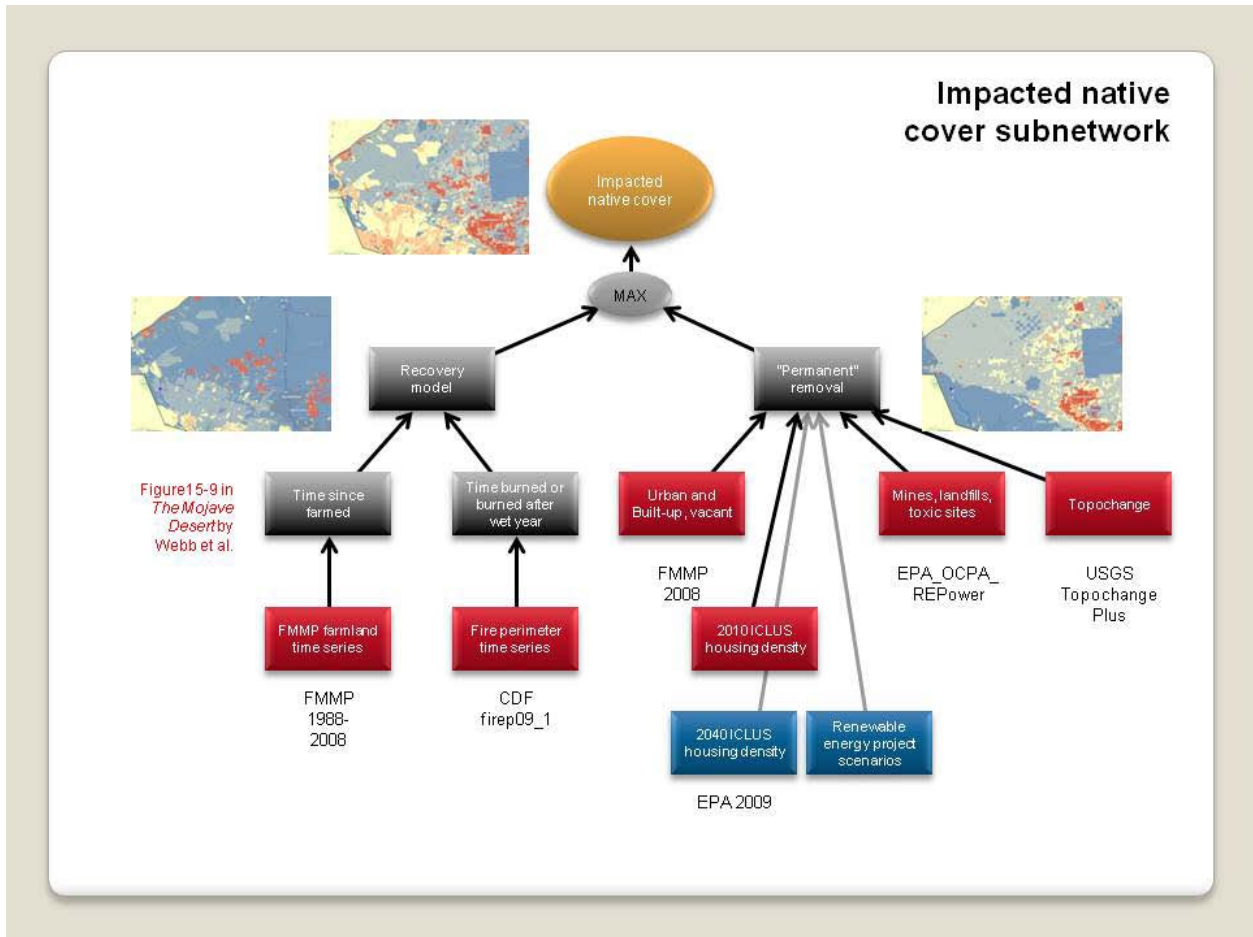 Impacted native
cover subnetwork
Impacted
native cover
MAX
Recovery
model
"Permanent"
removal
Figure15-9 in
The Mojave
Desert by
Webb et al.
Time since
farmed
Time burned or
burned after
wet year
Urban and
Built-up, vacant
Mines, landfills,
toxic sites
Topochange
FMMP
2008
EPA_OCPA_
REPower
USGS
Topochange
Plus
FMMP farmland
time series
Fire perimeter
time series
2010 ICLUS
housing density
FMMP
1988-
2008
CDF
firep09_1
2040 ICLUS
housing density
Renewable
energy project
scenarios
EPA 2009